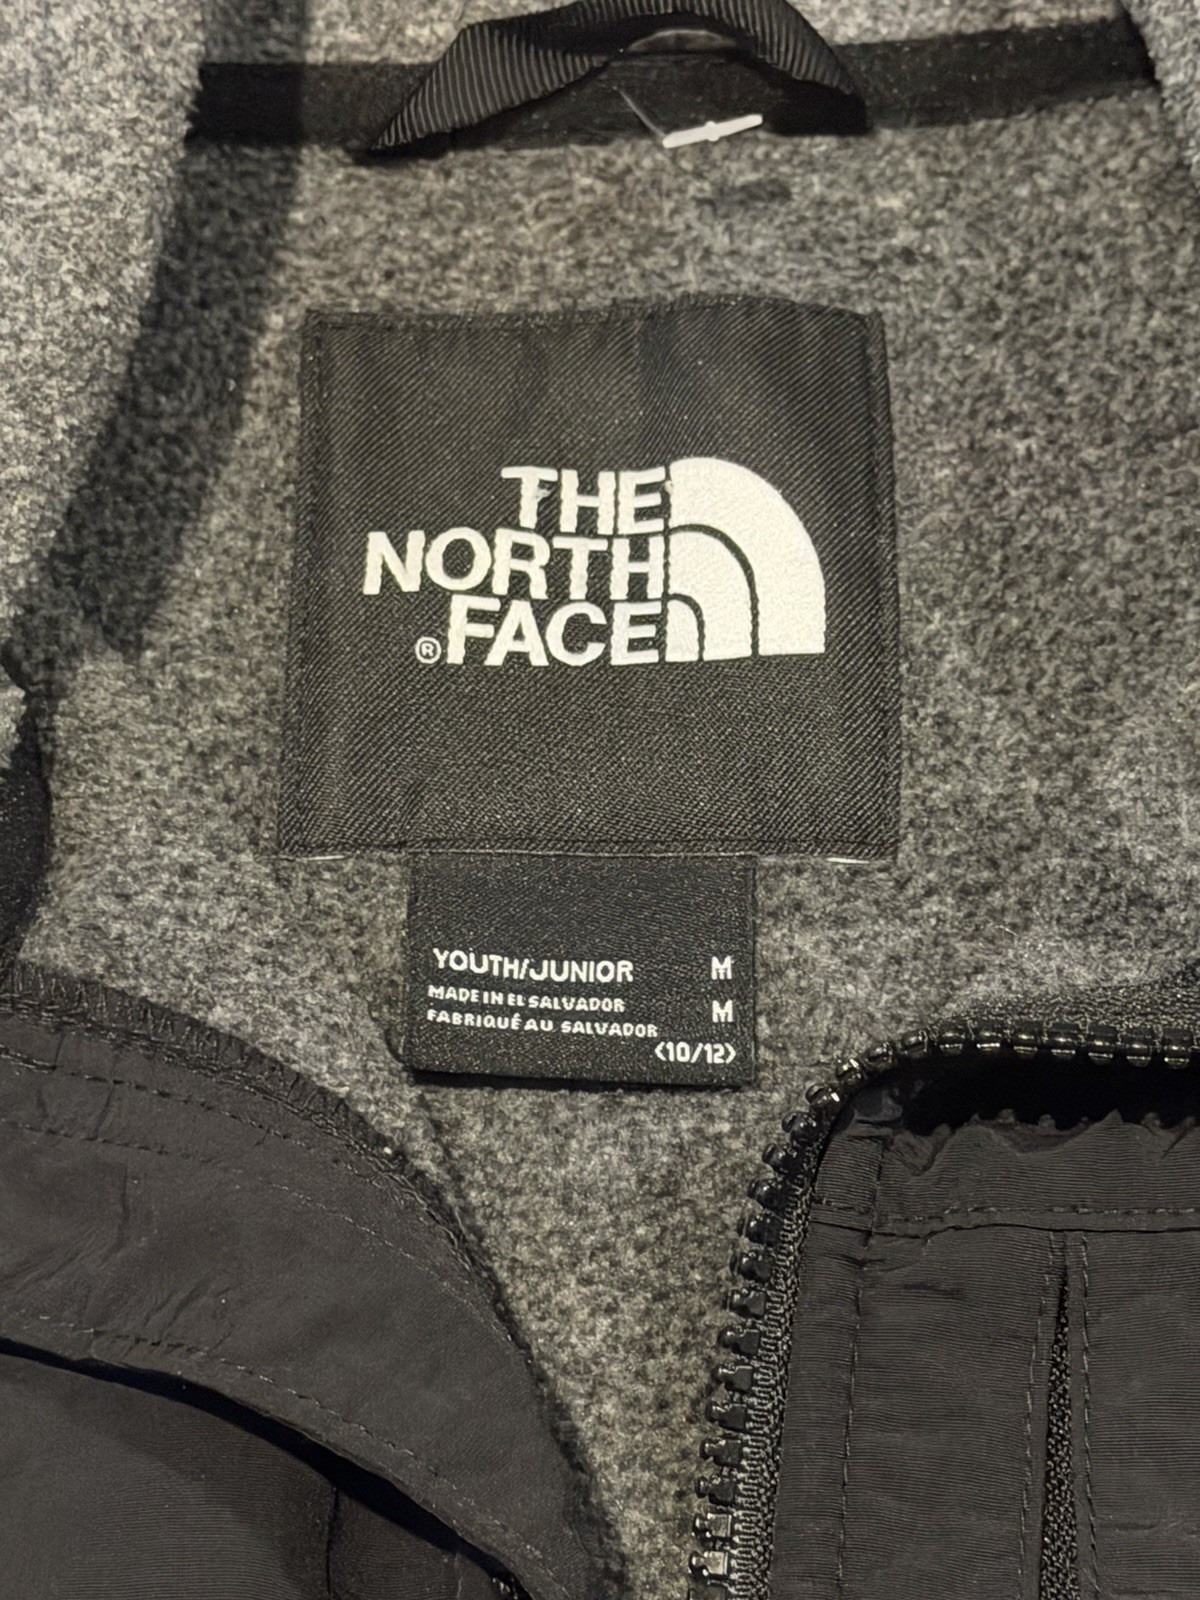 THE
NORTH
FACE
®
YOUTH/JUNIOR M
MADE IN EL SALVADOR M
FABRIQUÉ AU SALVADOR
<10/12>